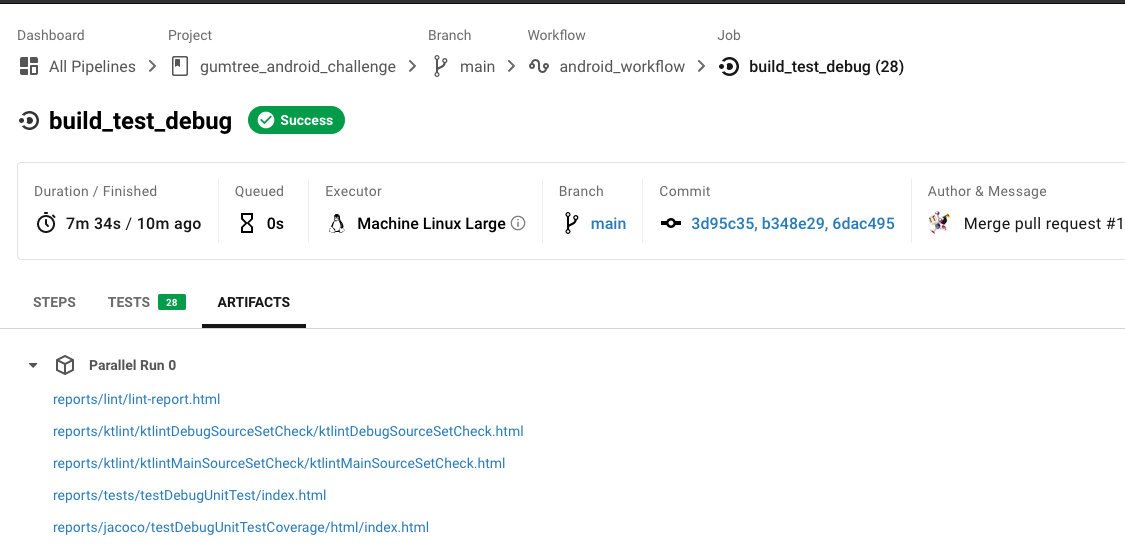 Dashboard Project Branch Workflow Job
All Pipelines gumtree_android_challenge main android_workflow build_test_debug (28)
build_test_debug Success
Duration / Finished Queued Executor Branch Commit Author & Message
7m 34s / 10m ago 0s Machine Linux Large main 3d95c35, b348e29, 6dac495 Merge pull request #1
STEPS TESTS 28 ARTIFACTS
Parallel Run 0
reports/lint/lint-report.html
reports/ktlint/ktlintDebugSourceSetCheck/ktlintDebugSourceSetCheck.html
reports/ktlint/ktlintMainSourceSetCheck/ktlintMainSourceSetCheck.html
reports/tests/testDebugUnitTest/index.html
reports/jacoco/testDebugUnitTestCoverage/html/index.html